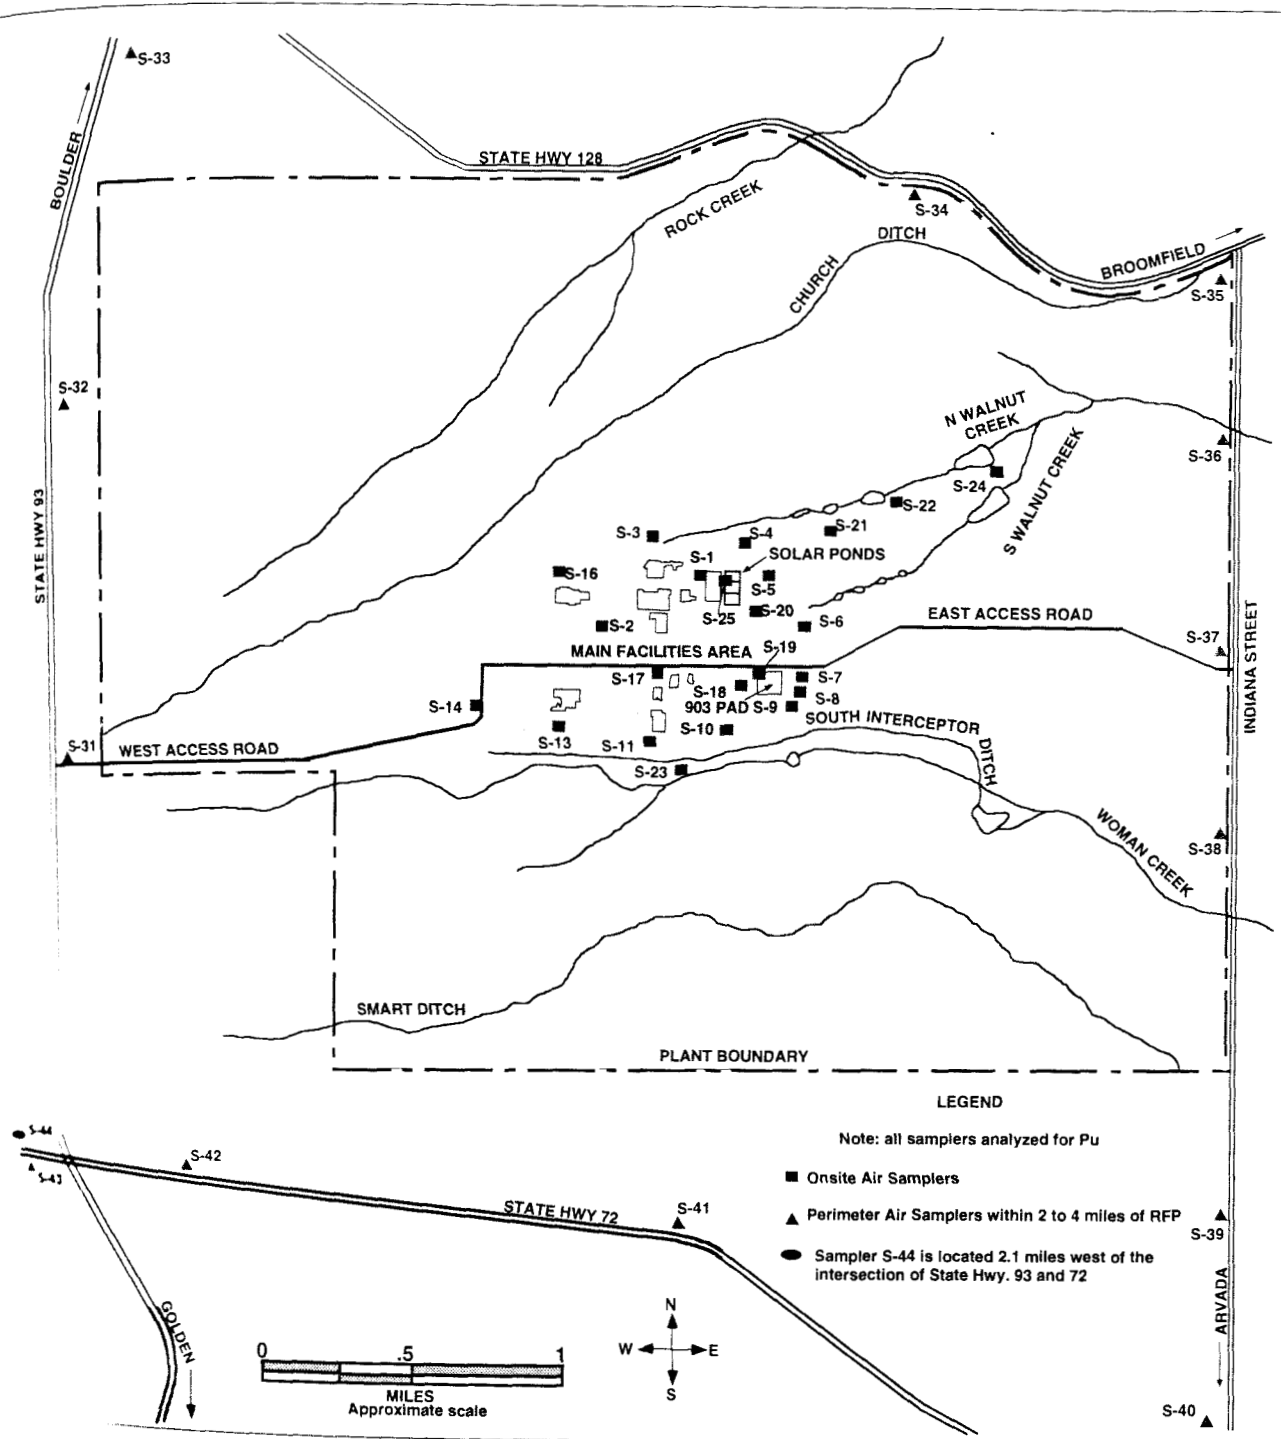 S-33
BOULDER
STATE HWY 128
ROCK CREEK
S-34
DITCH
CHURCH
BROOMFIELD
S-35
S-32
N WALNUT
CREEK
S-36
S-24
S WALNUT CREEK
STATE HWY 93
S-22
S-21
S-3
S-4
SOLAR PONDS
S-1
S-16
S-5
S-25
S-20
S-2
S-6
EAST ACCESS ROAD
INDIANA STREET
S-37
MAIN FACILITIES AREA
S-19
S-17
S-18
S-7
S-8
903 PAD
S-9
S-14
SOUTH INTERCEPTOR
DITCH
S-10
S-13
S-11
S-31
WEST ACCESS ROAD
S-23
WOMAN CREEK
S-38
SMART DITCH
PLANT BOUNDARY
LEGEND
Note: all samplers analyzed for Pu
Onsite Air Samplers
Perimeter Air Samplers within 2 to 4 miles of RFP
Sampler S-44 is located 2.1 miles west of the
intersection of State Hwy. 93 and 72
S-44
S-43
S-42
STATE HWY 72
S-41
S-39
ARVADA
GOLDEN
N
W
E
S
0
.5
1
MILES
Approximate scale
S-40